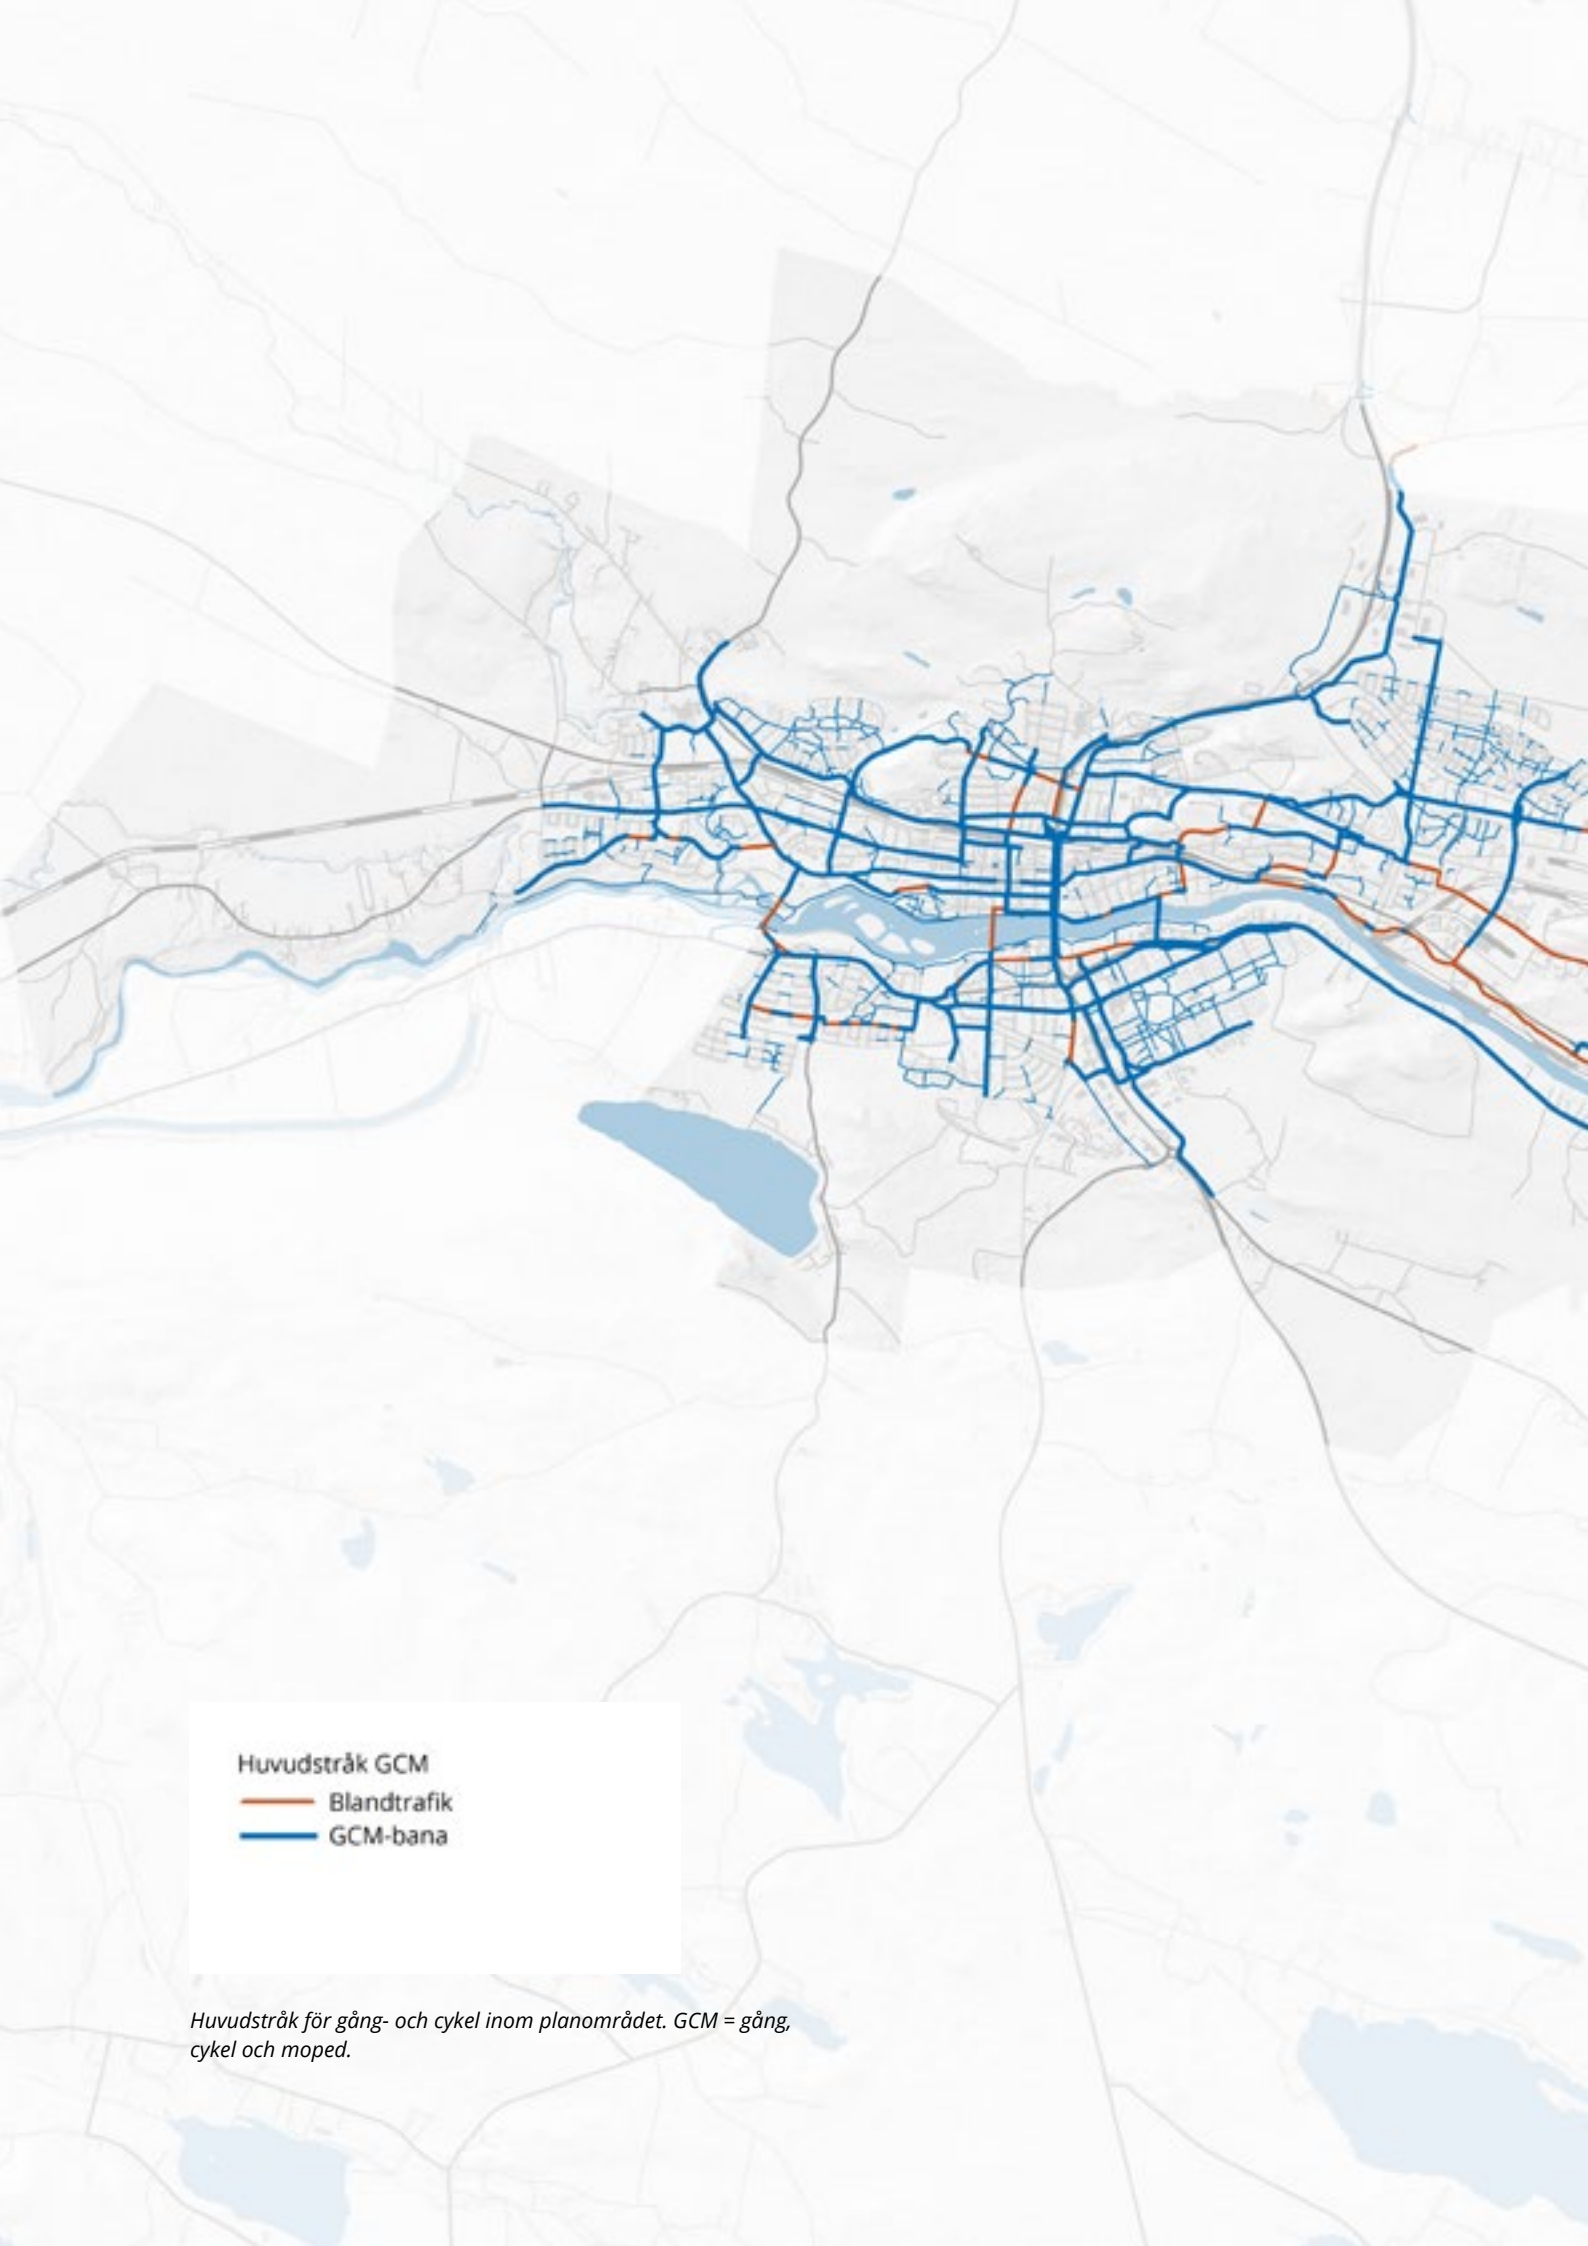 Huvudstråk GCM
Blandtrafik
GCM-bana
Huvudstråk för gång- och cykel inom planområdet. GCM = gång,
cykel och moped.